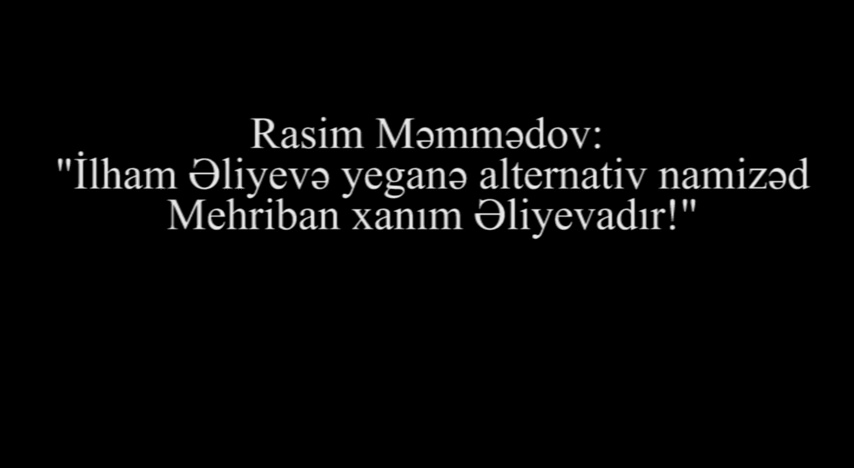 Rasim Məmmədov:
"İlham Əliyevə yeganə alternativ namizəd
Mehriban xanım Əliyevadır!"